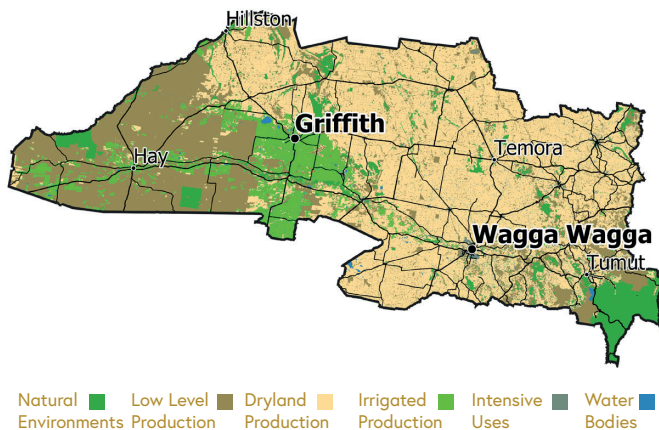 Hillston
Griffith
Hay
Temora
Wagga Wagga
Tumut
Natural Environments
Low Level Production
Dryland Production
Irrigated Production
Intensive Uses
Water Bodies